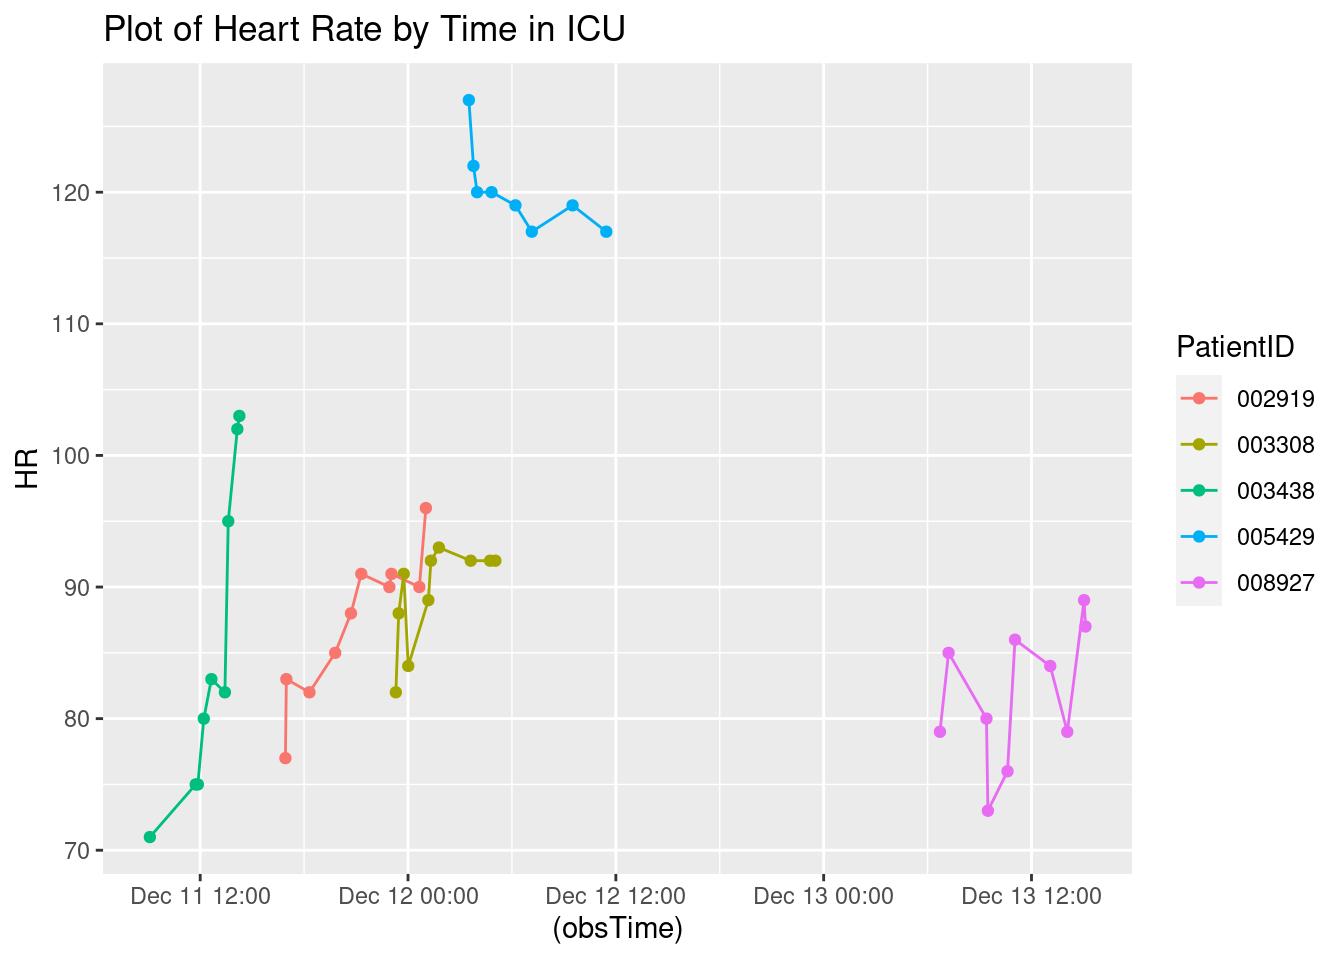 Plot of Heart Rate by Time in ICU
120
110
100
90
80
70
HR
Dec 11 12:00
Dec 12 00:00
Dec 12 12:00
Dec 13 00:00
Dec 13 12:00
(obsTime)
PatientID
002919
003308
003438
005429
008927